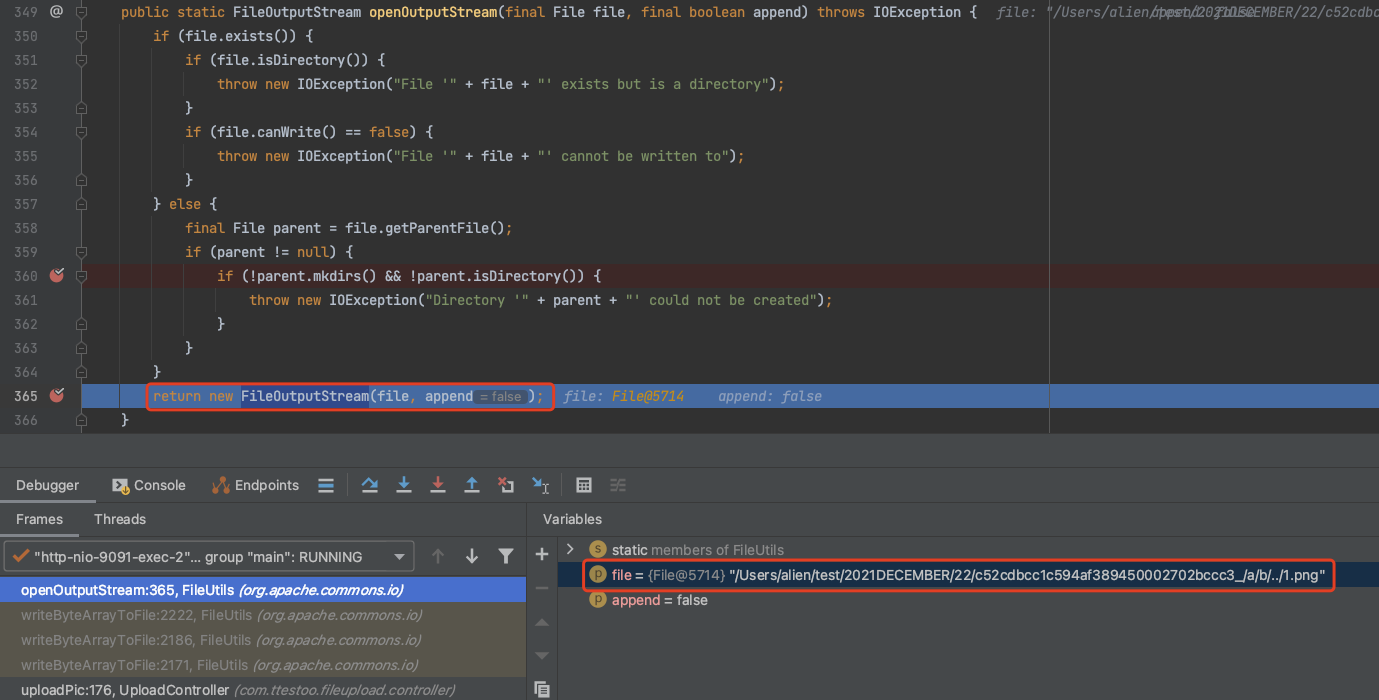 349 @ public static FileOutputStream openOutputStream(final File file, final boolean append) throws IOException { file: "/Users/alien/
350 if (file.exists()) {
351 if (file.isDirectory()) {
352 throw new IOException("File '" + file + "' exists but is a directory");
353 }
354 if (file.canWrite() == false) {
355 throw new IOException("File '" + file + "' cannot be written to");
356 }
357 } else {
358 final File parent = file.getParentFile();
359 if (parent != null) {
360 if (!parent.mkdirs() && !parent.isDirectory()) {
361 throw new IOException("Directory '" + parent + "' could not be created");
362 }
363 }
364 }
365 return new FileOutputStream(file, append = false ); file: File@5714 append: false
366 }
Debugger Console Endpoints
Frames Threads Variables
"http-nio-9091-exec-2"... group "main": RUNNING
static members of FileUtils
file = {File@5714} "/Users/alien/test/2021DECEMBER/22/c52cdbcc1c594af389450002702bccc3_/a/b/../1.png"
append = false
openOutputStream:365, FileUtils (org.apache.commons.io)
writeByteArrayToFile:2222, FileUtils (org.apache.commons.io)
writeByteArrayToFile:2186, FileUtils (org.apache.commons.io)
writeByteArrayToFile:2171, FileUtils (org.apache.commons.io)
uploadPic:176, UploadController (com.ttestoo.fileupload.controller)